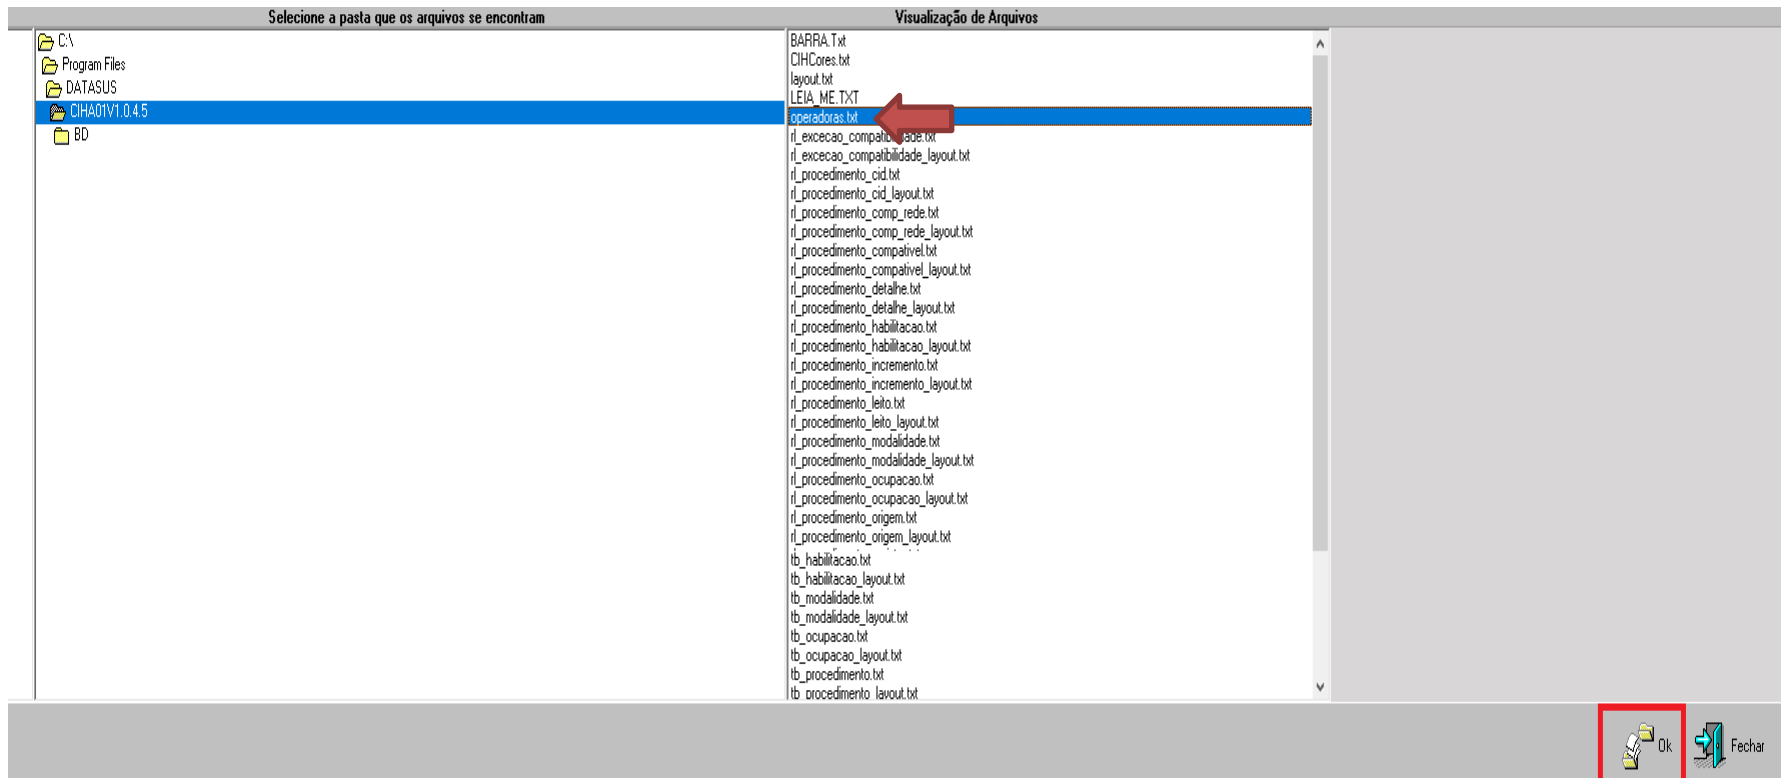 Selecione a pasta que os arquivos se encontram
Visualização de Arquivos
C:\
Program Files
DATASUS
CIHA01V1.0.4.5
BD
BARRA.Txt
CIHCores.txt
layout.txt
LEIA_ME.TXT
operadoras.txt
rl_excecao_compatibilidade.txt
rl_excecao_compatibilidade_layout.txt
rl_procedimento_cid.txt
rl_procedimento_cid_layout.txt
rl_procedimento_comp_rede.txt
rl_procedimento_comp_rede_layout.txt
rl_procedimento_compativel.txt
rl_procedimento_compativel_layout.txt
rl_procedimento_detalhe.txt
rl_procedimento_detalhe_layout.txt
rl_procedimento_habilitacao.txt
rl_procedimento_habilitacao_layout.txt
rl_procedimento_incremento.txt
rl_procedimento_incremento_layout.txt
rl_procedimento_leito.txt
rl_procedimento_leito_layout.txt
rl_procedimento_modalidade.txt
rl_procedimento_modalidade_layout.txt
rl_procedimento_ocupacao.txt
rl_procedimento_ocupacao_layout.txt
rl_procedimento_origem.txt
rl_procedimento_origem_layout.txt
tb_habilitacao.txt
tb_habilitacao_layout.txt
tb_modalidade.txt
tb_modalidade_layout.txt
tb_ocupacao.txt
tb_ocupacao_layout.txt
tb_procedimento.txt
tb_procedimento_layout.txt
Ok
Fechar